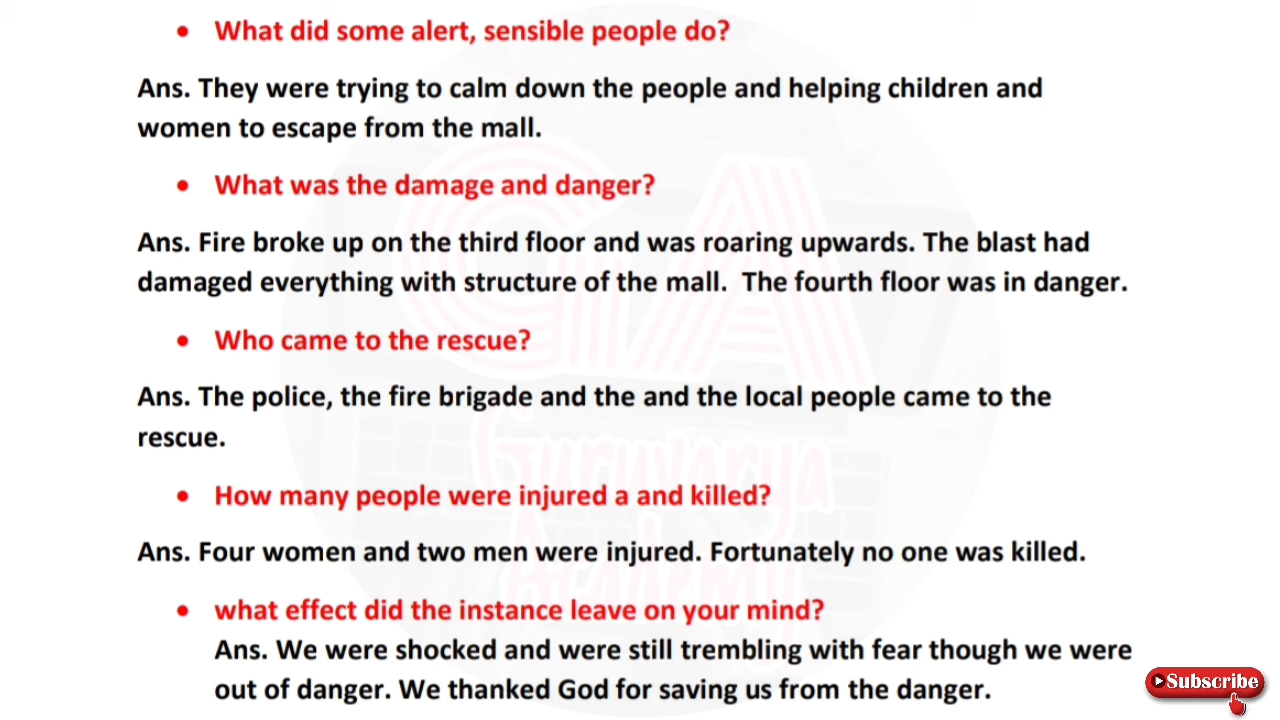 • What did some alert, sensible people do?
Ans. They were trying to calm down the people and helping children and
women to escape from the mall.
• What was the damage and danger?
Ans. Fire broke up on the third floor and was roaring upwards. The blast had
damaged everything with structure of the mall. The fourth floor was in danger.
• Who came to the rescue?
Ans. The police, the fire brigade and the and the local people came to the
rescue.
• How many people were injured a and killed?
Ans. Four women and two men were injured. Fortunately no one was killed.
• what effect did the instance leave on your mind?
Ans. We were shocked and were still trembling with fear though we were
out of danger. We thanked God for saving us from the danger.
Subscribe
GA
Guruvarya
Academy